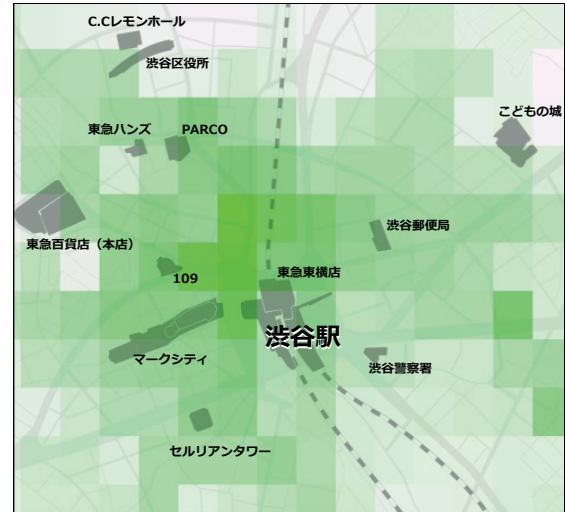 C.Cレモンホール
渋谷区役所
こどもの城
東急ハンズ
PARCO
渋谷郵便局
東急百貨店（本店）
109
東急東横店
渋谷駅
マークシティ
渋谷警察署
セルリアンタワー